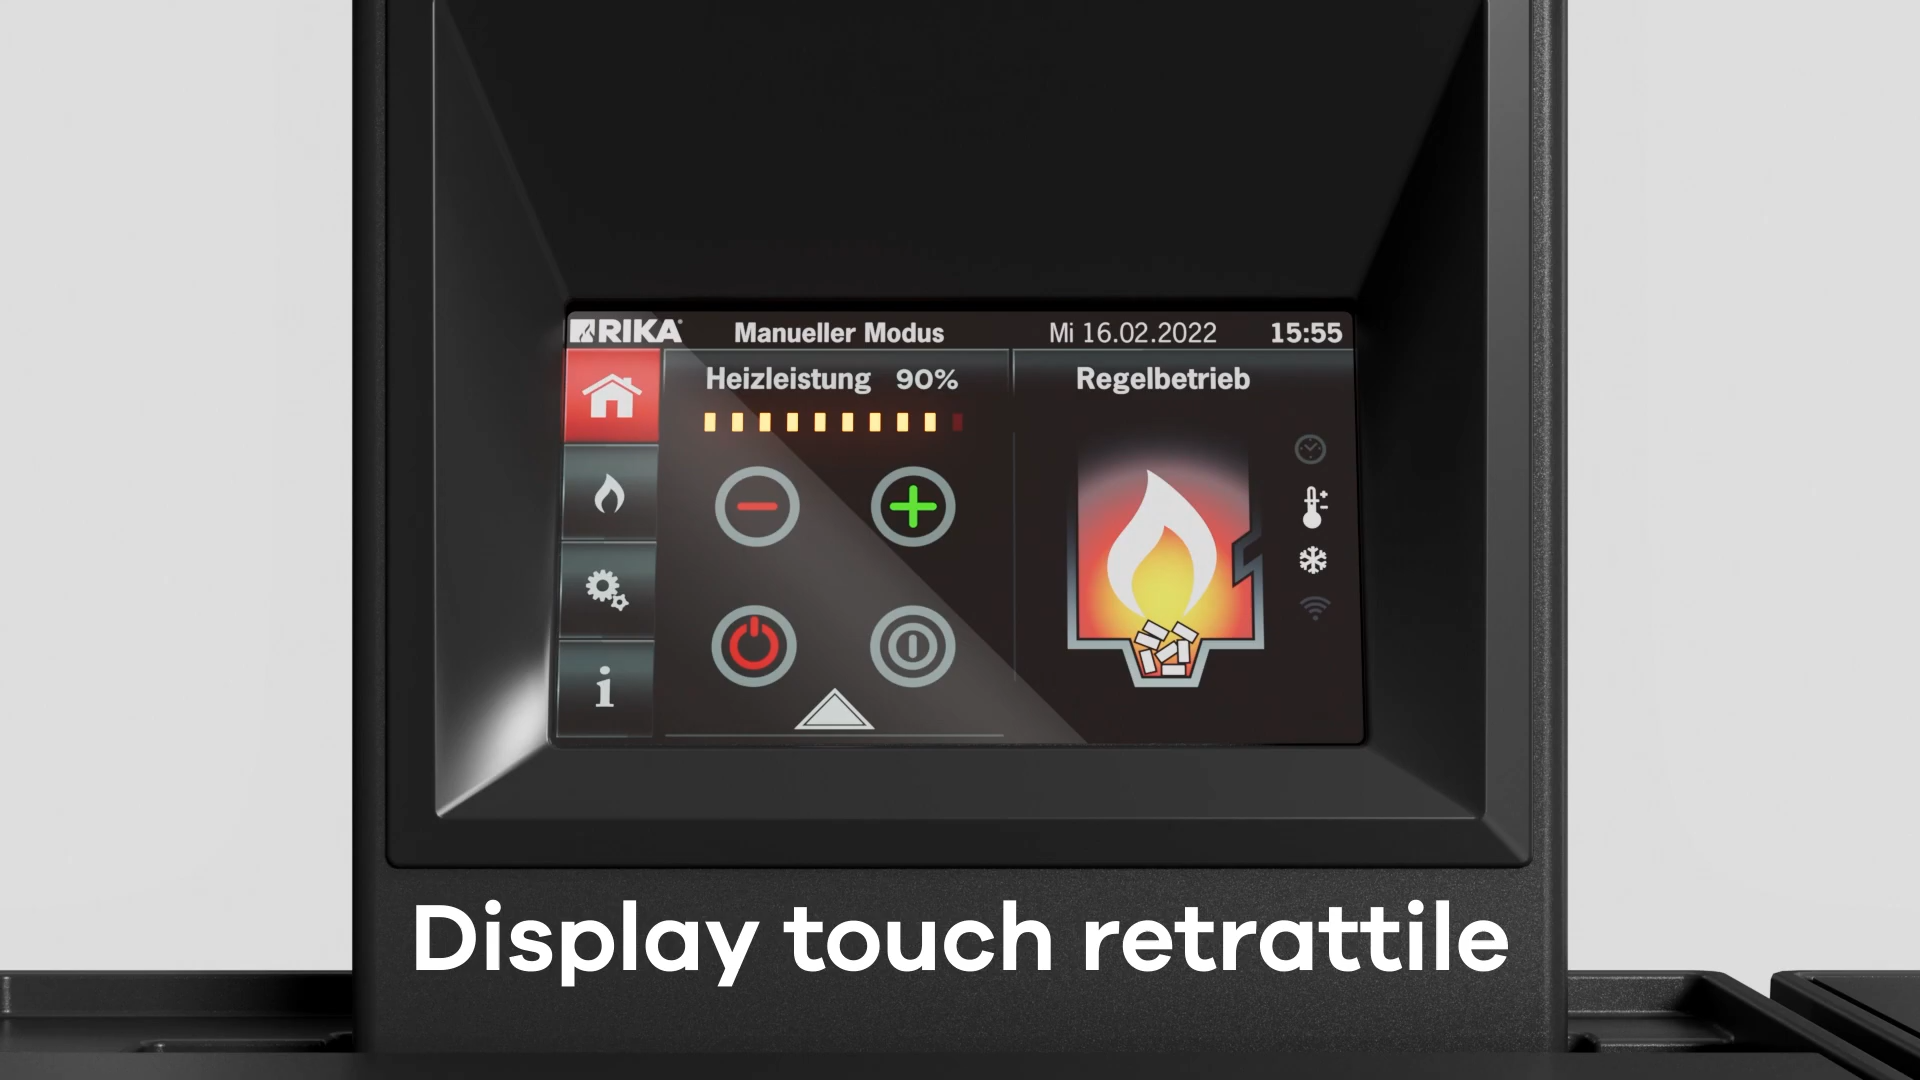 RIKA
Manueller Modus
Mi 16.02.2022
15:55
Heizleistung 90%
Regelbetrieb
Display touch retrattile